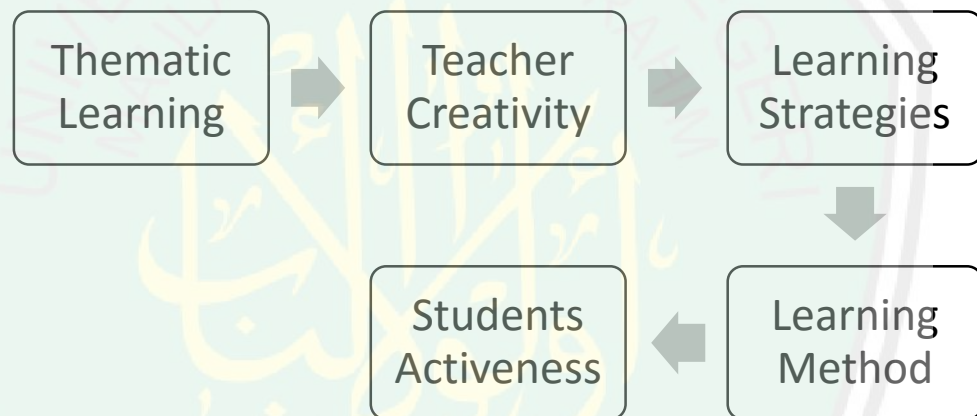 Thematic
Learning
Teacher
Creativity
Learning
Strategies
Learning
Method
Students
Activeness